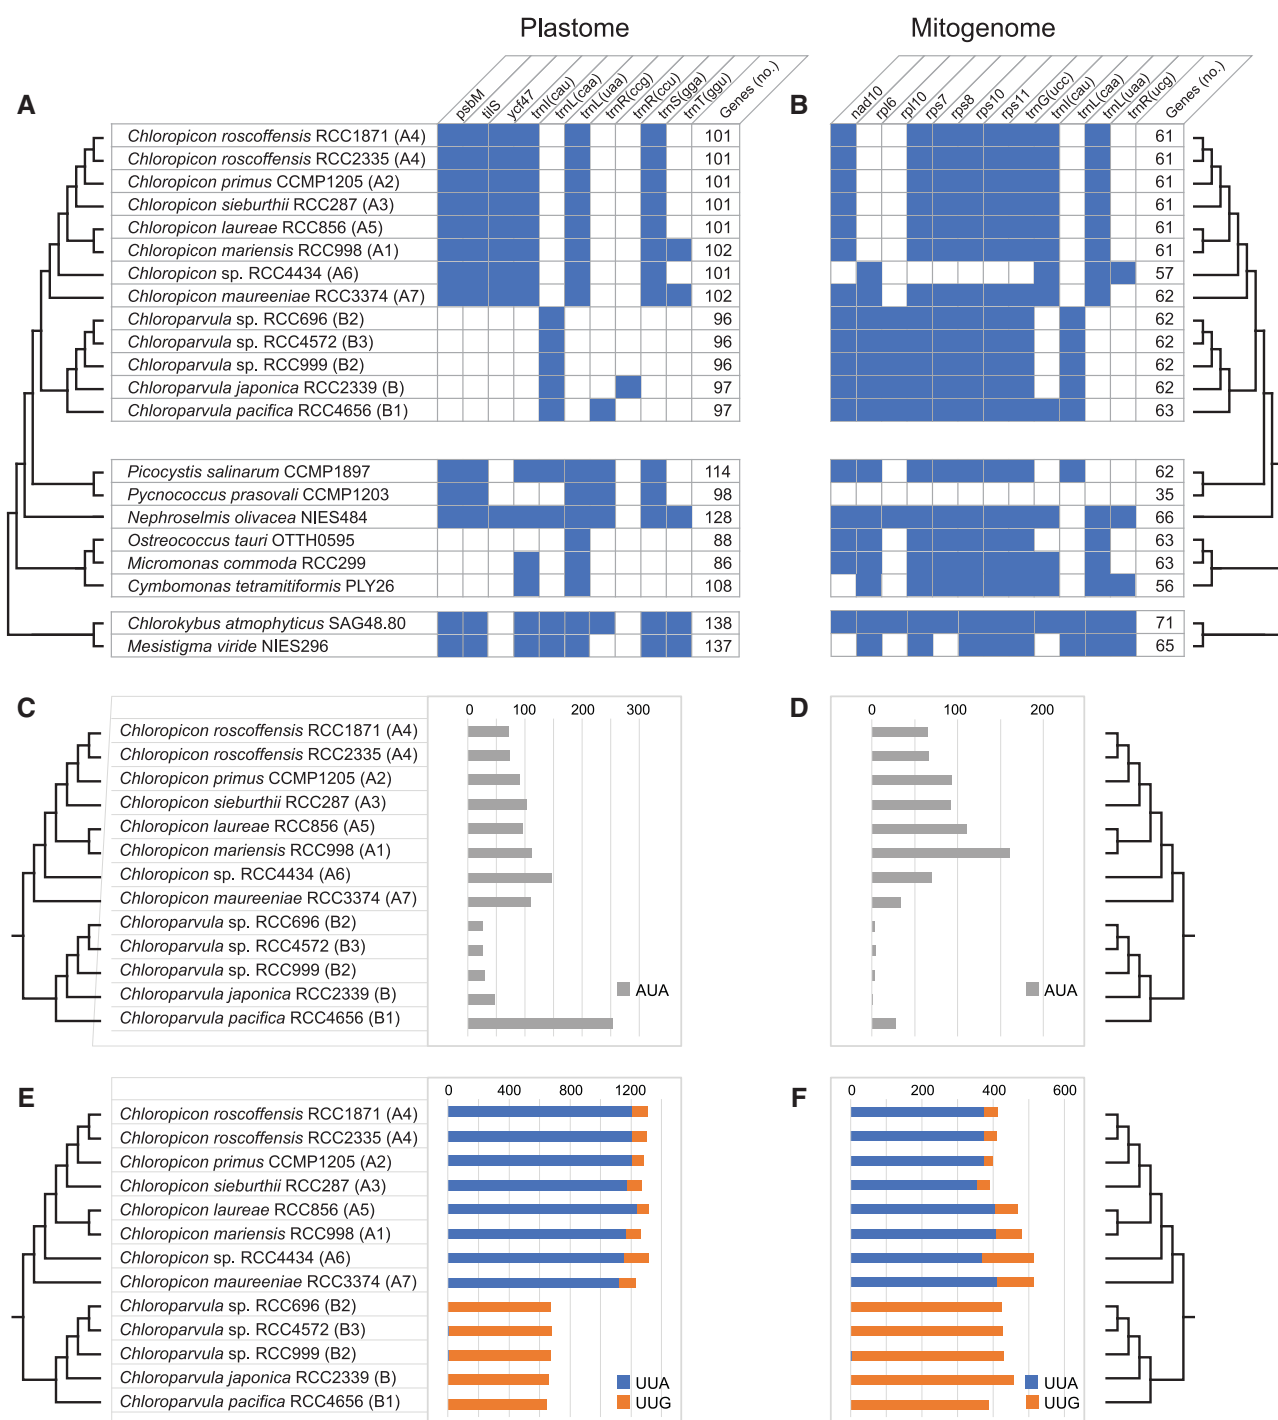 Plastome
Mitogenome
A
psbM
tilS
ycf47
trnI(cau)
trnL(caa)
trnL(uaa)
trnR(ccg)
trnR(ccu)
trnS(gga)
trnT(ggu)
Genes (no.)
B
nad10
rpl6
rpl10
rps7
rps8
rps10
rps11
trnG(ucc)
trnI(cau)
trnL(caa)
trnL(uaa)
trnR(ucg)
Genes (no.)
Chloropicon roscoffensis RCC1871 (A4) 101 61
Chloropicon roscoffensis RCC2335 (A4) 101 61
Chloropicon primus CCMP1205 (A2) 101 61
Chloropicon sieburthii RCC287 (A3) 101 61
Chloropicon laureae RCC856 (A5) 101 61
Chloropicon mariensis RCC998 (A1) 102 61
Chloropicon sp. RCC4434 (A6) 101 57
Chloropicon maureeniae RCC3374 (A7) 102 62
Chloroparvula sp. RCC696 (B2) 96 62
Chloroparvula sp. RCC4572 (B3) 96 62
Chloroparvula sp. RCC999 (B2) 96 62
Chloroparvula japonica RCC2339 (B) 97 62
Chloroparvula pacifica RCC4656 (B1) 97 63
Picocystis salinarum CCMP1897 114 62
Pycnococcus prasovali CCMP1203 98 35
Nephroselmis olivacea NIES484 128 66
Ostreococcus tauri OTTH0595 88 63
Micromonas commoda RCC299 86 63
Cymbomonas tetramitiformis PLY26 108 56
Chlorokybus atmophyticus SAG48.80 138 71
Mesistigma viride NIES296 137 65
C
0 100 200 300
D
0 100 200
Chloropicon roscoffensis RCC1871 (A4)
Chloropicon roscoffensis RCC2335 (A4)
Chloropicon primus CCMP1205 (A2)
Chloropicon sieburthii RCC287 (A3)
Chloropicon laureae RCC856 (A5)
Chloropicon mariensis RCC998 (A1)
Chloropicon sp. RCC4434 (A6)
Chloropicon maureeniae RCC3374 (A7)
Chloroparvula sp. RCC696 (B2)
Chloroparvula sp. RCC4572 (B3)
Chloroparvula sp. RCC999 (B2)
Chloroparvula japonica RCC2339 (B)
Chloroparvula pacifica RCC4656 (B1)
AUA
AUA
E
0 400 800 1200
F
0 200 400 600
Chloropicon roscoffensis RCC1871 (A4)
Chloropicon roscoffensis RCC2335 (A4)
Chloropicon primus CCMP1205 (A2)
Chloropicon sieburthii RCC287 (A3)
Chloropicon laureae RCC856 (A5)
Chloropicon mariensis RCC998 (A1)
Chloropicon sp. RCC4434 (A6)
Chloropicon maureeniae RCC3374 (A7)
Chloroparvula sp. RCC696 (B2)
Chloroparvula sp. RCC4572 (B3)
Chloroparvula sp. RCC999 (B2)
Chloroparvula japonica RCC2339 (B)
Chloroparvula pacifica RCC4656 (B1)
UUA
UUG
UUA
UUG